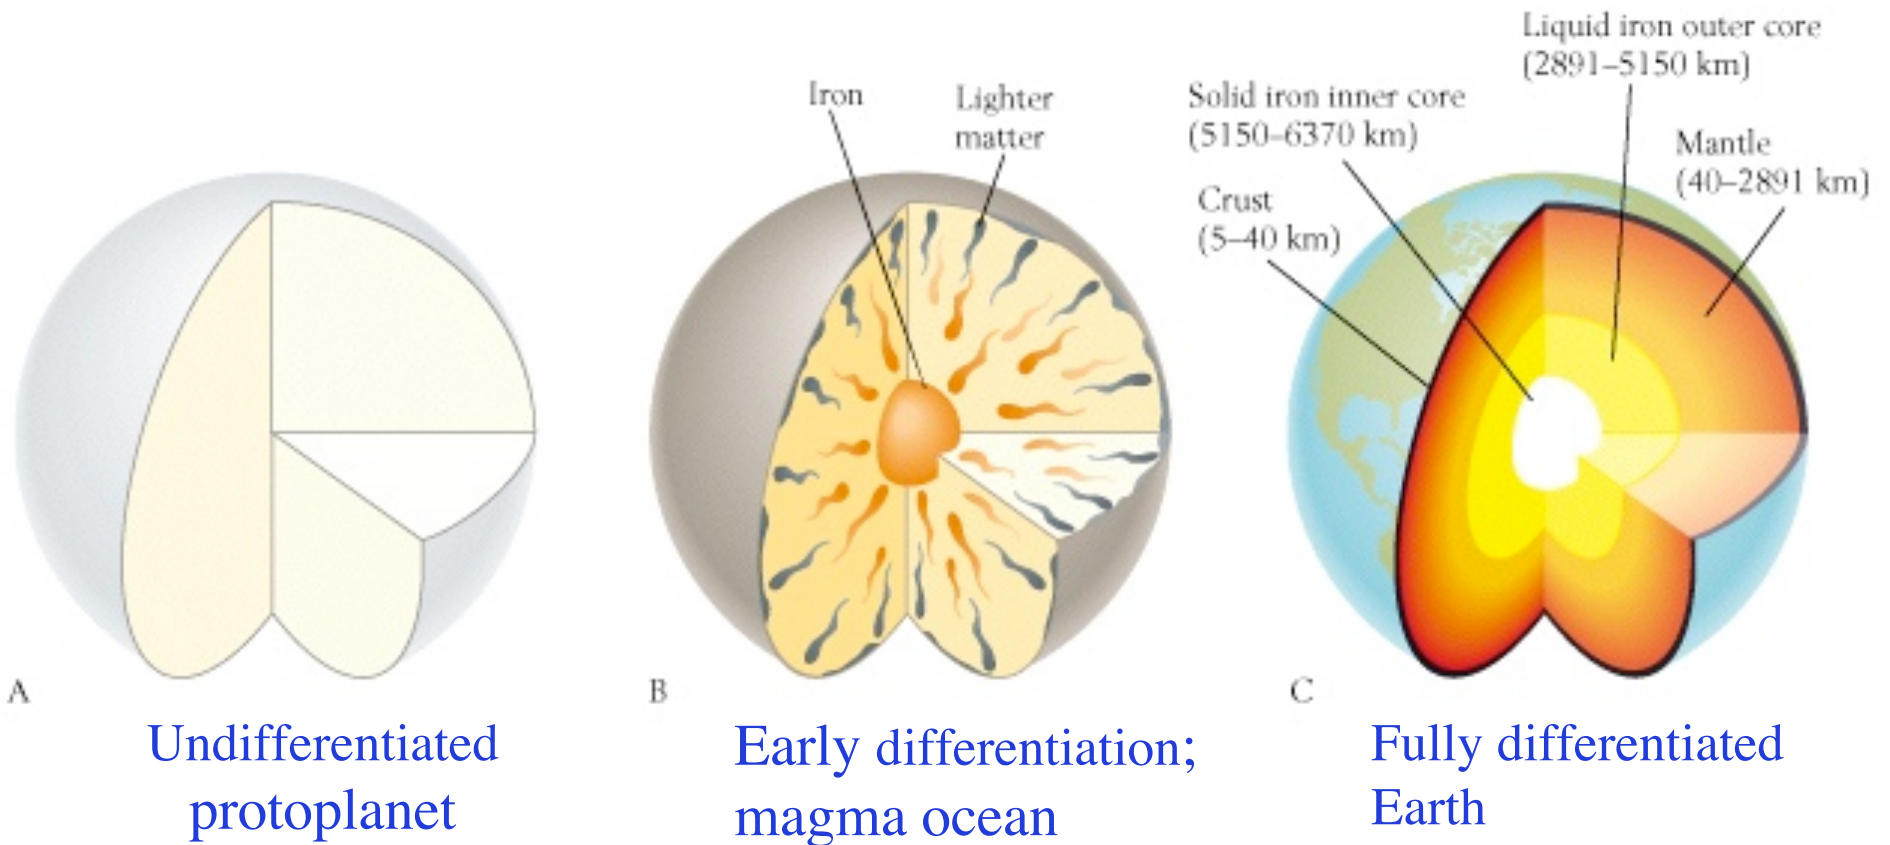 Iron
Lighter
matter
Solid iron inner core
(5150–6370 km)
Liquid iron outer core
(2891–5150 km)
Mantle
(40–2891 km)
Crust
(5–40 km)
A
B
C
Undifferentiated
protoplanet
Early differentiation;
magma ocean
Fully differentiated
Earth